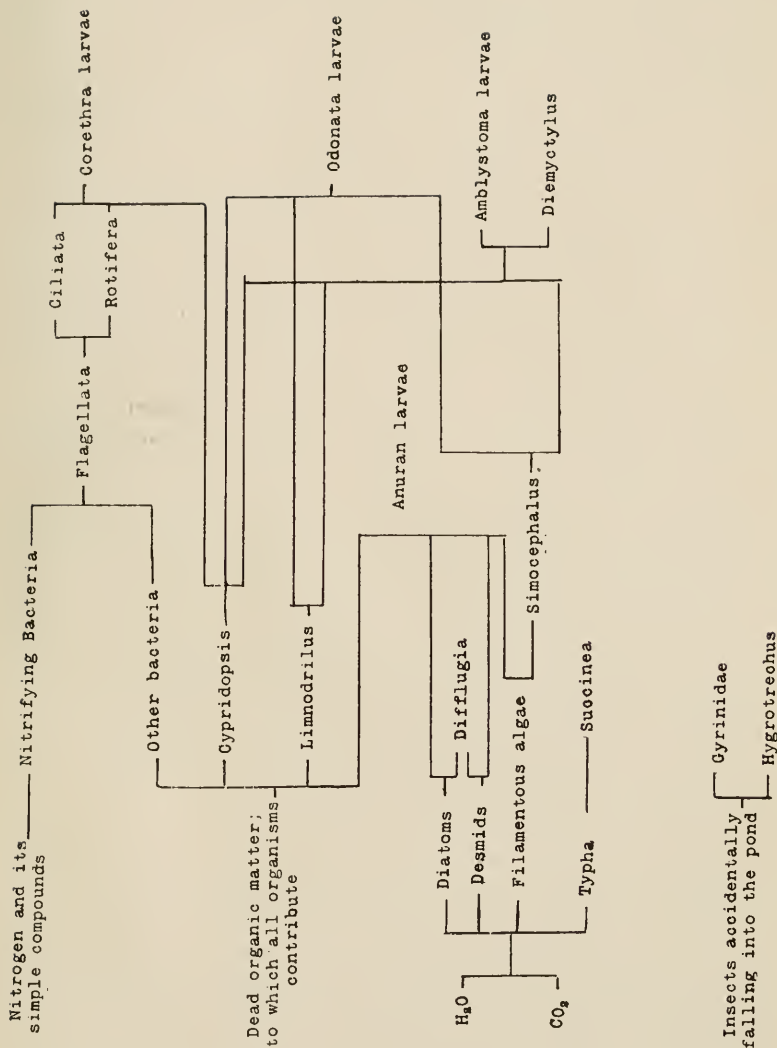 Nitrogen and its
simple compounds
Nitrifying Bacteria
Flagellata
Ciliata
Rotifera
Corethra larvae
Other bacteria
Dead organic matter;
to which all organisms
contribute
Cypridopsis
Limnodrilus
Odonata larvae
Anuran larvae
Amblystoma larvae
Diemyctylus
H₂O
CO₂
Diatoms
Desmids
Difflugia
Filamentous algae
Simocephalus
Typha
Succinea
Insects accidentally
falling into the pond
Gyrinidae
Hygrotrechus